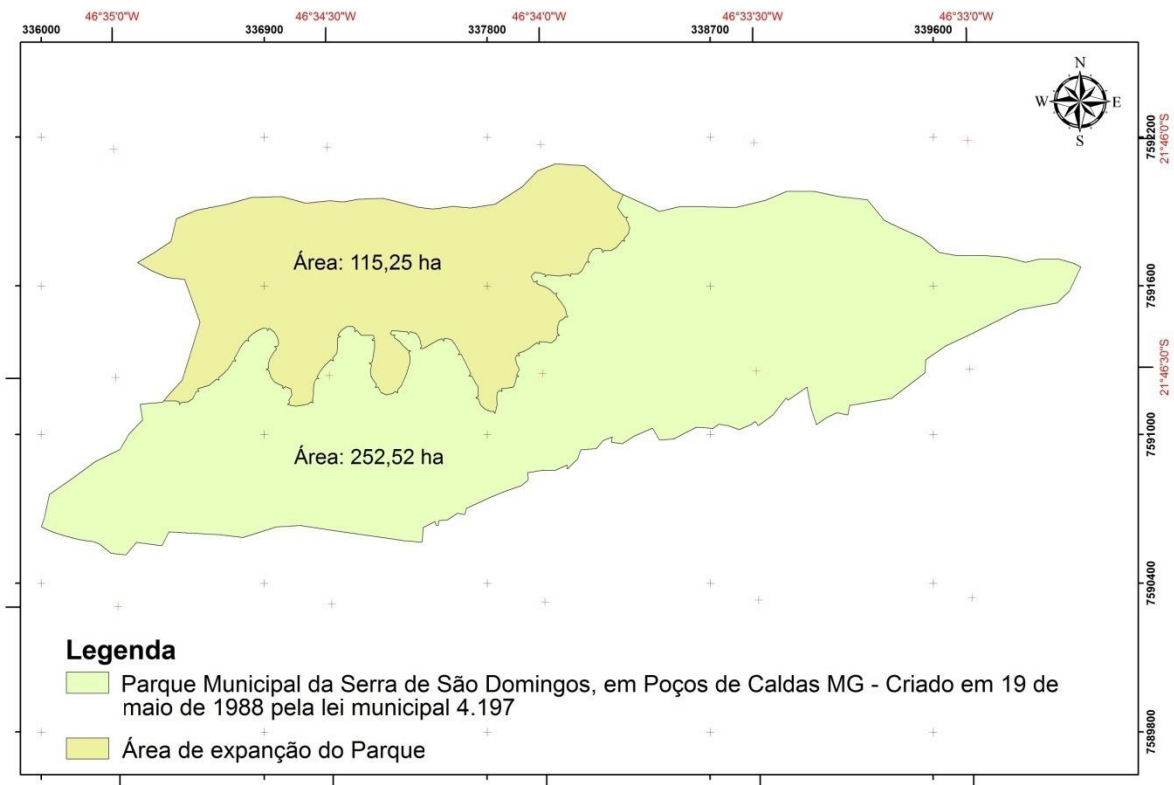 46°35'0"W 46°34'30"W 46°34'0"W 46°33'30"W 46°33'0"W
336000 336900 337800 338700 339600
N
W E
S
7592200
21°46'0"S
Área: 115,25 ha
7591600
21°46'30"S
7591000
Área: 252,52 ha
7590400
Legenda
Parque Municipal da Serra de São Domingos, em Poços de Caldas MG - Criado em 19 de
maio de 1988 pela lei municipal 4.197
7589800
Área de expanção do Parque